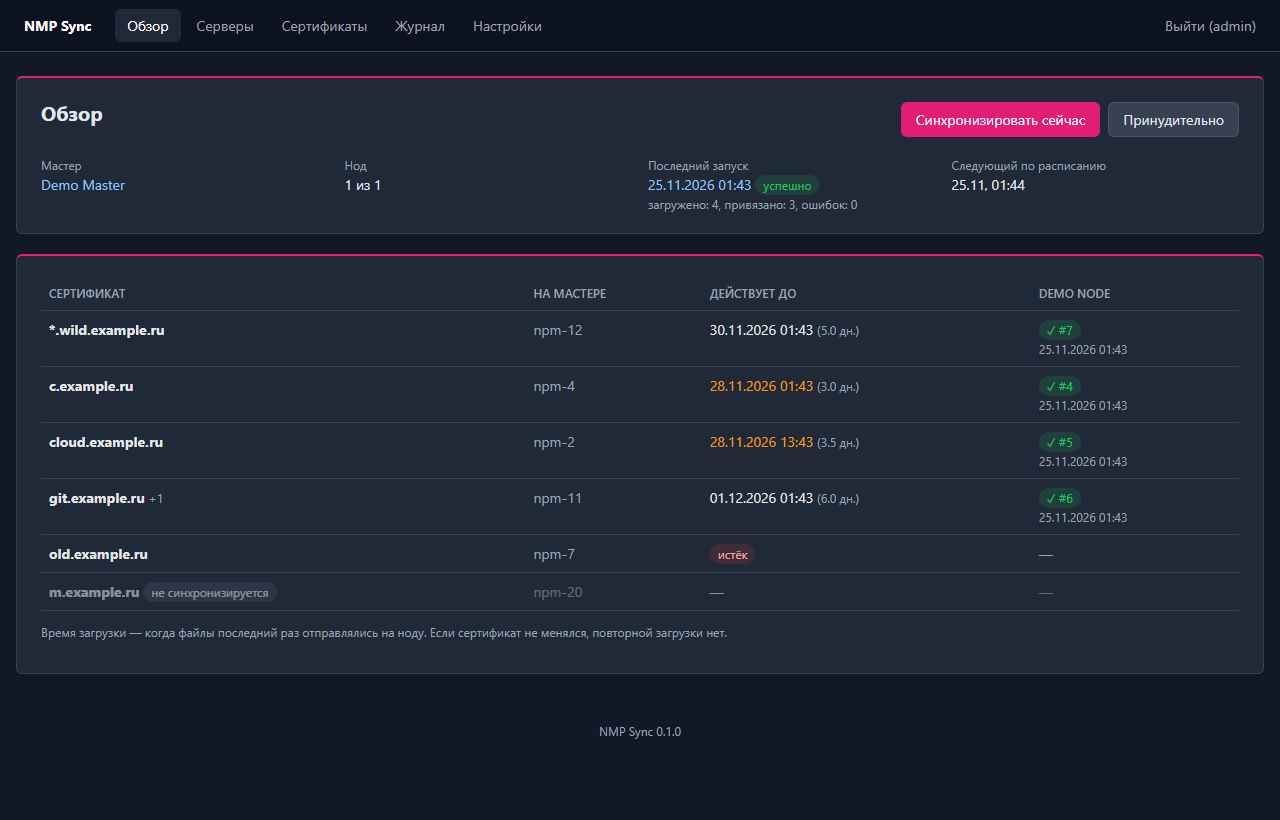 NMP Sync Обзор Серверы Сертификаты Журнал Настройки Выйти (admin)
Обзор Синхронизировать сейчас Принудительно
Мастер Нод Последний запуск Следующий по расписанию
Demo Master 1 из 1 25.11.2026 01:43 успешно 25.11, 01:44
загружено: 4, привязано: 3, ошибок: 0
СЕРТИФИКАТ НА МАСТЕРЕ ДЕЙСТВУЕТ ДО DEMO NODE
*.wild.example.ru npm-12 30.11.2026 01:43 (5.0 дн.) ✓ #7
25.11.2026 01:43
c.example.ru npm-4 28.11.2026 01:43 (3.0 дн.) ✓ #4
25.11.2026 01:43
cloud.example.ru npm-2 28.11.2026 13:43 (3.5 дн.) ✓ #5
25.11.2026 01:43
git.example.ru +1 npm-11 01.12.2026 01:43 (6.0 дн.) ✓ #6
25.11.2026 01:43
old.example.ru npm-7 истёк —
m.example.ru не синхронизируется npm-20 — —
Время загрузки — когда файлы последний раз отправлялись на ноду. Если сертификат не менялся, повторной загрузки нет.
NMP Sync 0.1.0